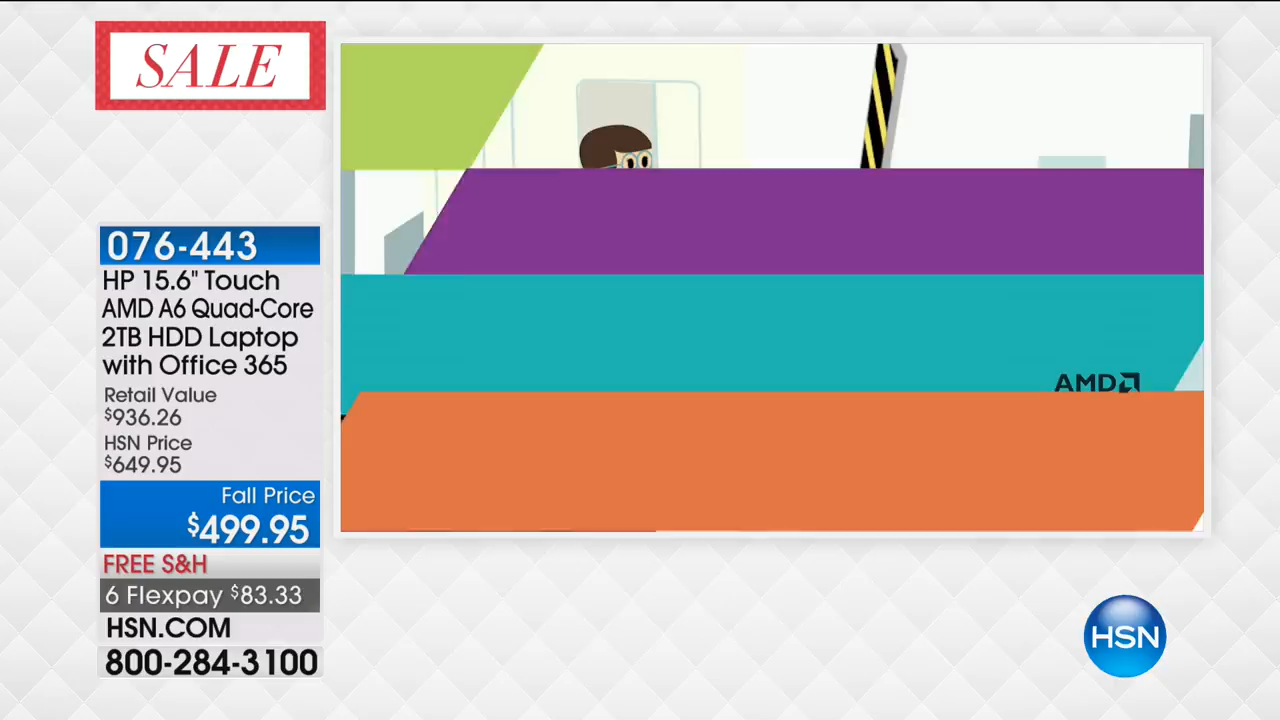 SALE
076-443
HP 15.6" Touch
AMD A6 Quad-Core
2TB HDD Laptop
with Office 365
Retail Value
$936.26
HSN Price
$649.95
Fall Price
$499.95
FREE S&H
6 Flexpay $83.33
HSN.COM
800-284-3100
AMD
HSN